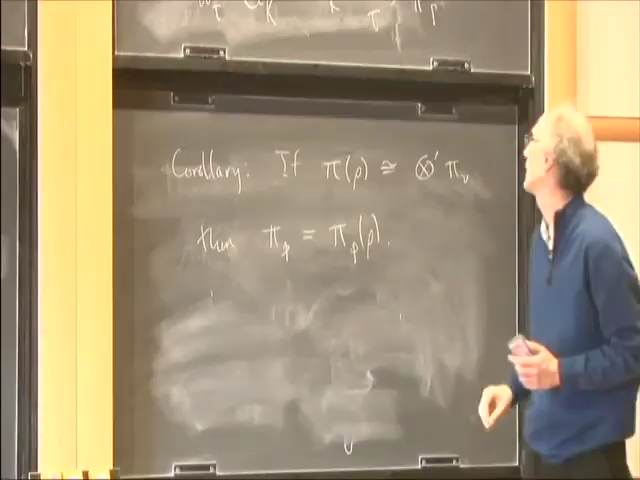 Corollary: If π(ρ) ≅ ⊗' π_v
then π_p = π_p(ρ).